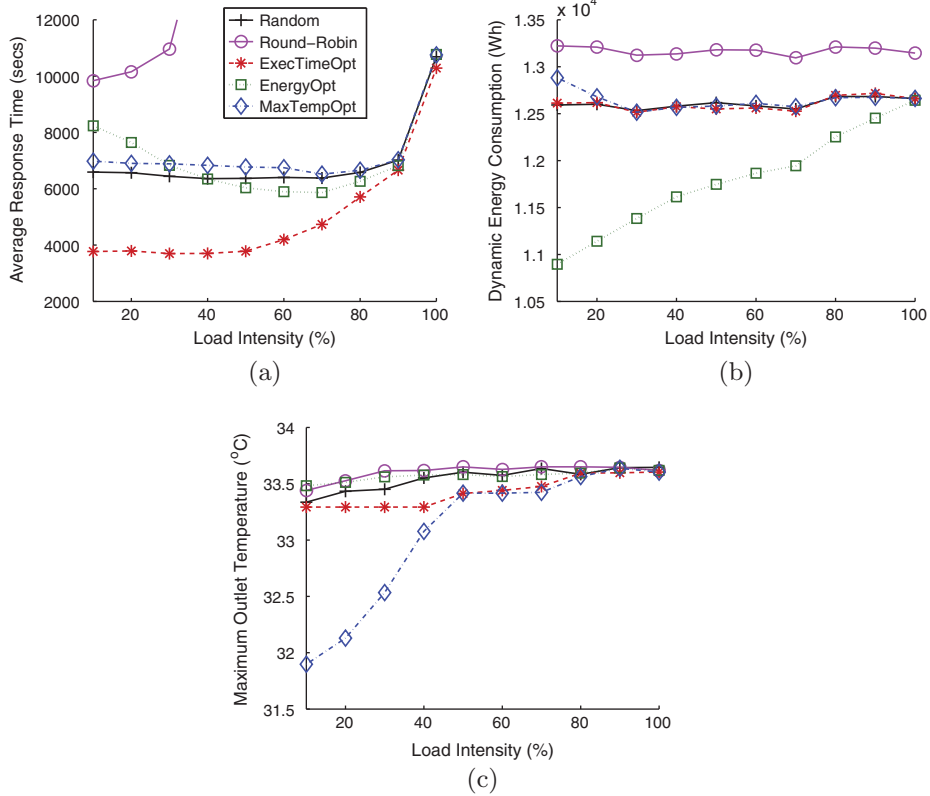 Average Response Time (secs)
12000
10000
8000
6000
4000
2000
20
40
60
80
100
Load Intensity (%)
Random
Round−Robin
ExecTimeOpt
EnergyOpt
MaxTempOpt
(a)
x 10^4
Dynamic Energy Consumption (Wh)
1.35
1.3
1.25
1.2
1.15
1.1
1.05
20
40
60
80
100
Load Intensity (%)
(b)
Maximum Outlet Temperature (°C)
34
33.5
33
32.5
32
31.5
20
40
60
80
100
Load Intensity (%)
(c)